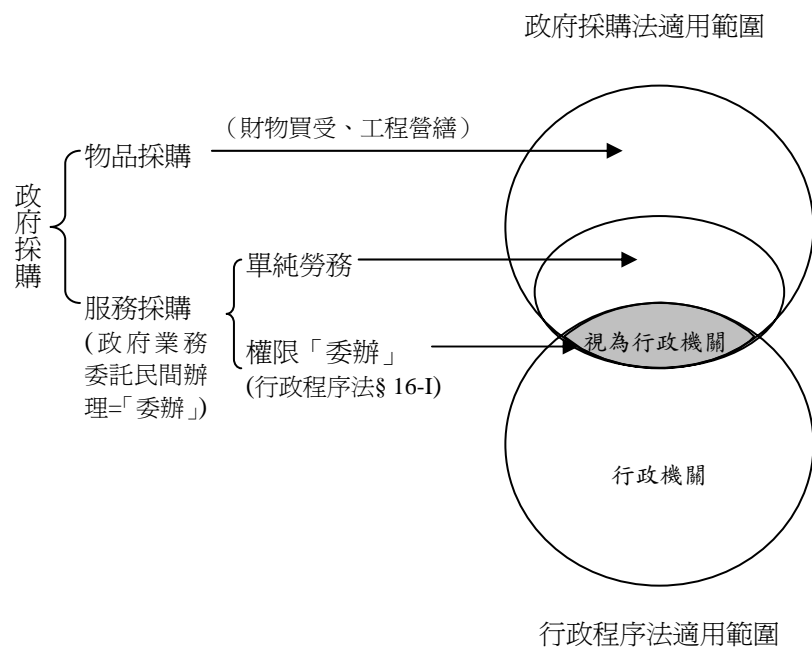 政府採購法適用範圍
（財物買受、工程營繕）
物品採購
政府採購
單純勞務
服務採購
(政府業務
委託民間辦
理=「委辦」)
權限「委辦」
(行政程序法§ 16-I)
視為行政機關
行政機關
行政程序法適用範圍